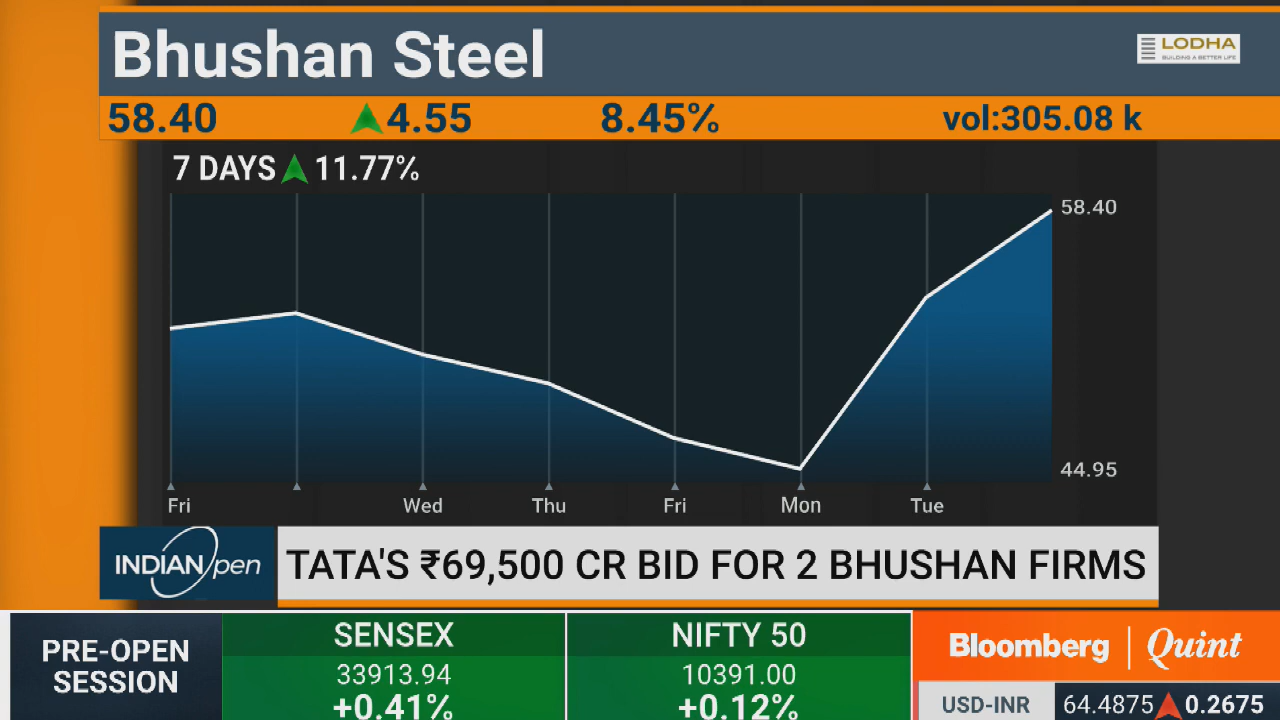 Bhushan Steel
LODHA
BUILDING A BETTER LIFE
58.40 4.55 8.45% vol:305.08 k
7 DAYS 11.77%
58.40
44.95
Fri Wed Thu Fri Mon Tue
INDIAN Open
TATA'S ₹69,500 CR BID FOR 2 BHUSHAN FIRMS
PRE-OPEN
SESSION
SENSEX
33913.94
+0.41%
NIFTY 50
10391.00
+0.12%
Bloomberg | Quint
USD-INR 64.4875 0.2675